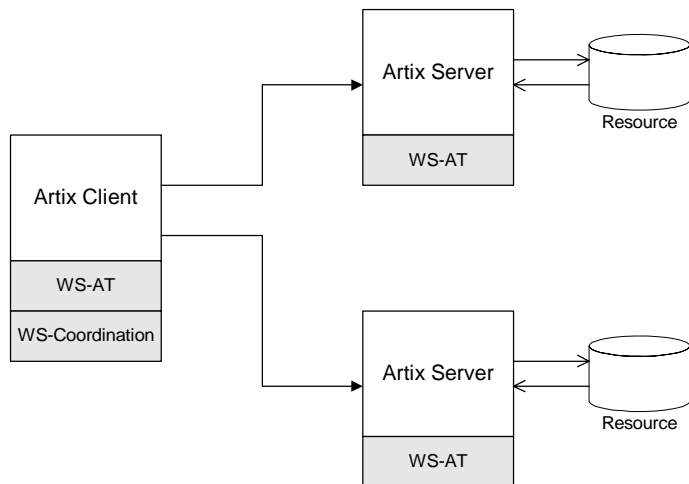 Artix Server
WS-AT
Resource
Artix Client
WS-AT
WS-Coordination
Artix Server
WS-AT
Resource